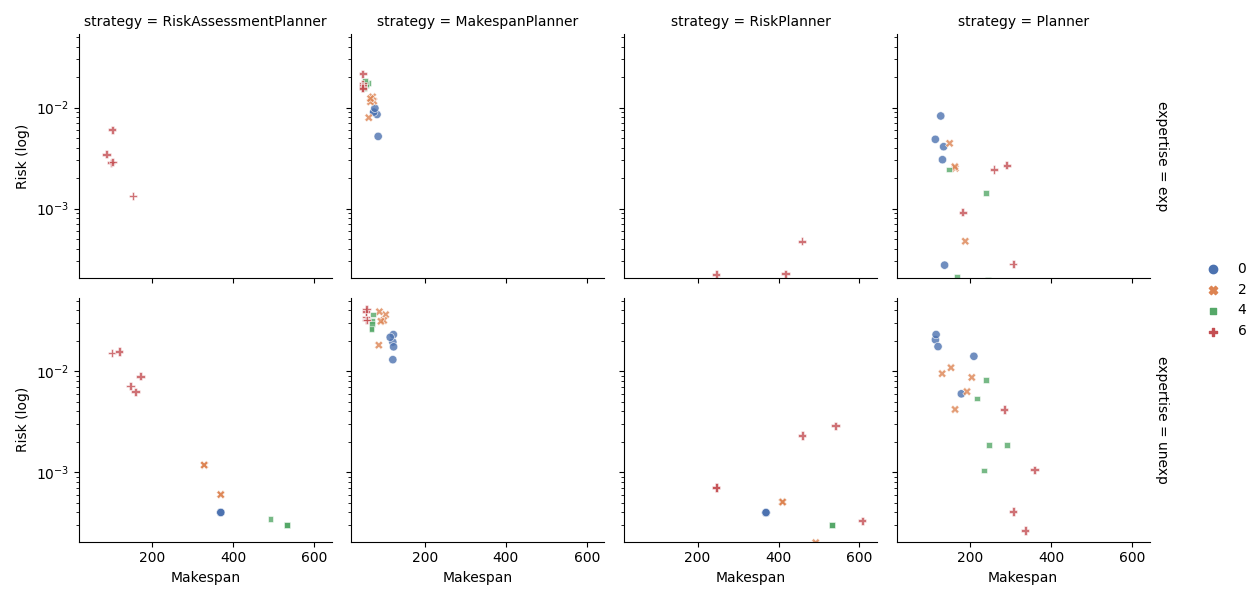 strategy = RiskAssessmentPlanner
strategy = MakespanPlanner
strategy = RiskPlanner
strategy = Planner
10⁻²
10⁻³
Risk (log)
expertise = exp
10⁻²
10⁻³
Risk (log)
expertise = unexp
0
2
4
6
200 400 600
200 400 600
200 400 600
200 400 600
Makespan
Makespan
Makespan
Makespan